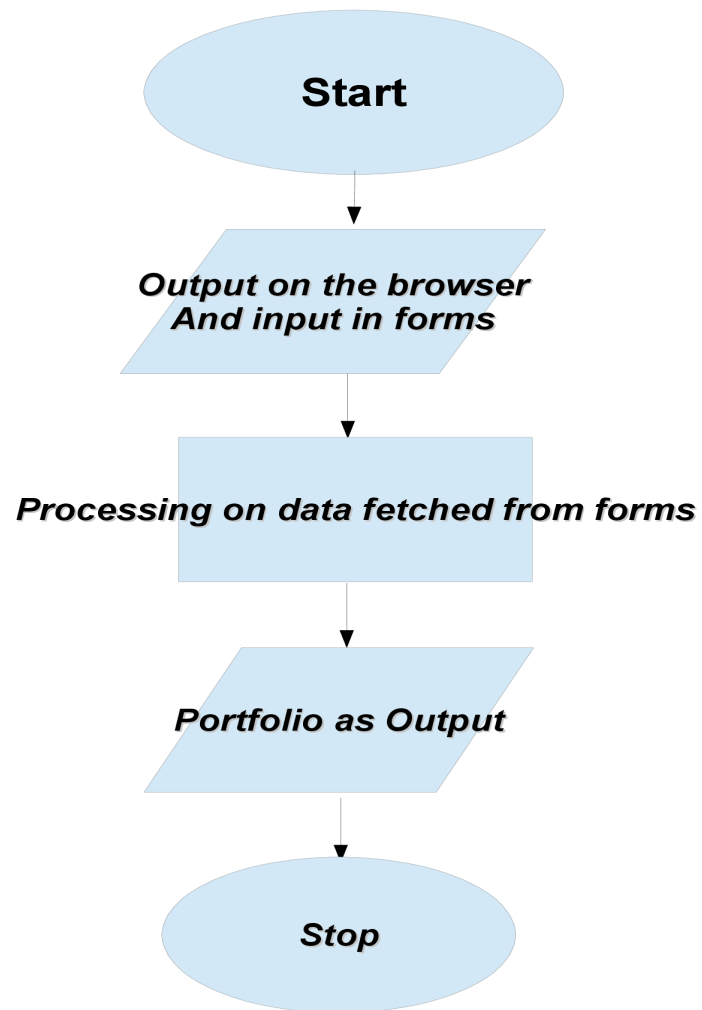 Start
Output on the browser
And input in forms
Processing on data fetched from forms
Portfolio as Output
Stop